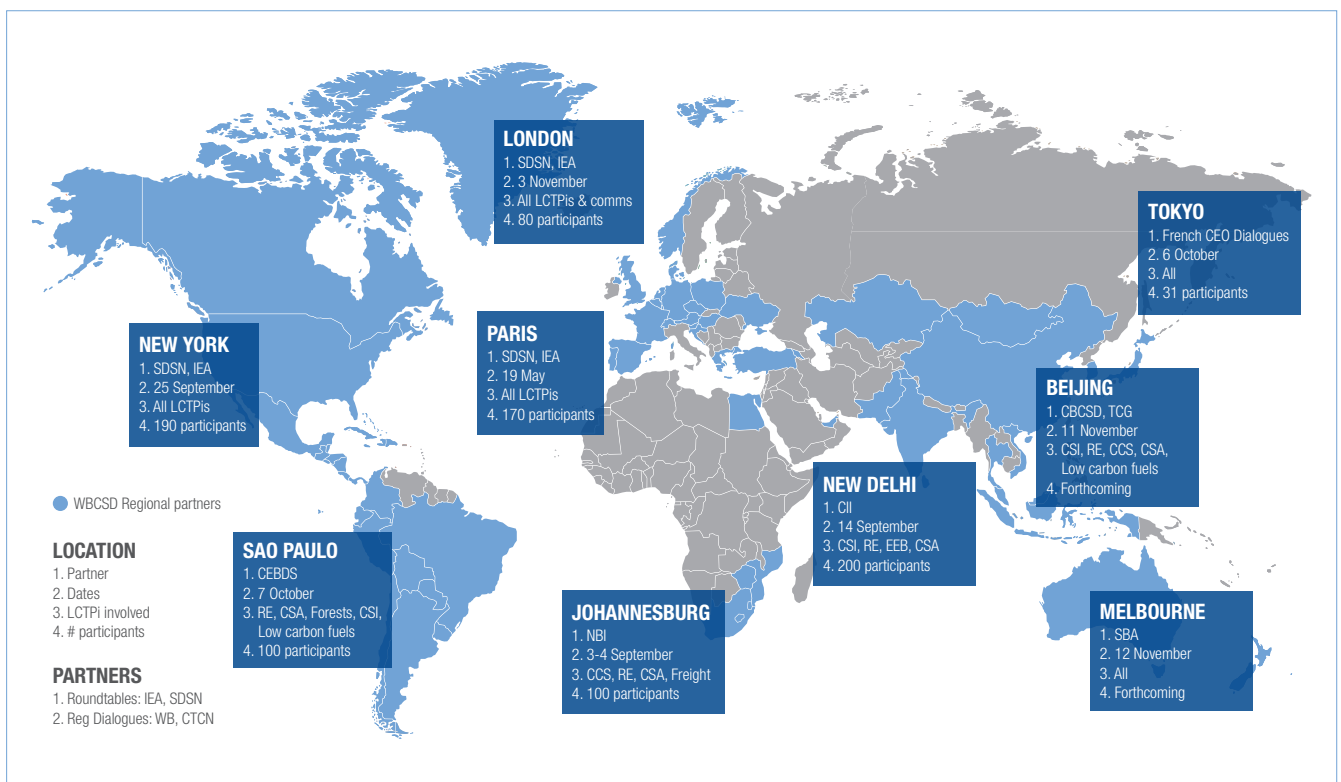 LONDON
1. SDSN, IEA
2. 3 November
3. All LCTPis & comms
4. 80 participants
TOKYO
1. French CEO Dialogues
2. 6 October
3. All
4. 31 participants
NEW YORK
1. SDSN, IEA
2. 25 September
3. All LCTPis
4. 190 participants
PARIS
1. SDSN, IEA
2. 19 May
3. All LCTPis
4. 170 participants
BEIJING
1. CBCSD, TCG
2. 11 November
3. CSI, RE, CCS, CSA,
Low carbon fuels
4. Forthcoming
NEW DELHI
1. CII
2. 14 September
3. CSI, RE, EEB, CSA
4. 200 participants
WBCSD Regional partners
LOCATION
1. Partner
2. Dates
3. LCTPi involved
4. # participants
PARTNERS
1. Roundtables: IEA, SDSN
2. Reg Dialogues: WB, CTCN
SAO PAULO
1. CEBDS
2. 7 October
3. RE, CSA, Forests, CSI,
Low carbon fuels
4. 100 participants
JOHANNESBURG
1. NBI
2. 3-4 September
3. CCS, RE, CSA, Freight
4. 100 participants
MELBOURNE
1. SBA
2. 12 November
3. All
4. Forthcoming